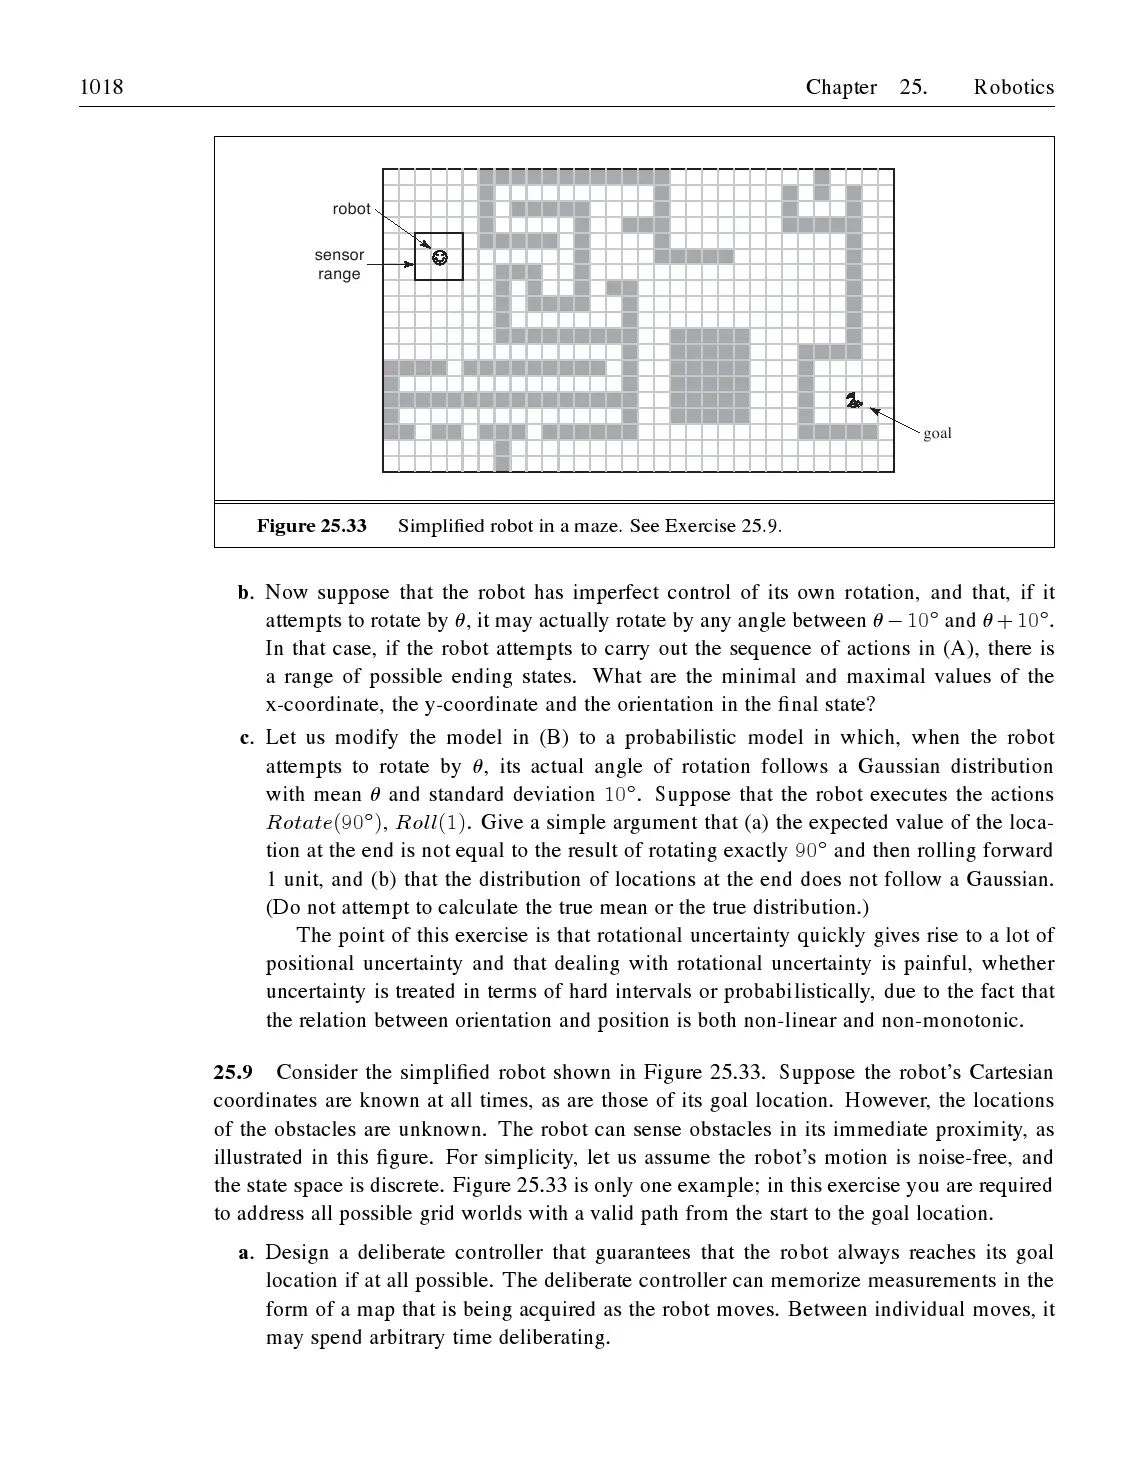 1018 Chapter 25. Robotics
robot
sensor
range
goal
Figure 25.33 Simplified robot in a maze. See Exercise 25.9.
b. Now suppose that the robot has imperfect control of its own rotation, and that, if it
attempts to rotate by θ, it may actually rotate by any angle between θ − 10° and θ + 10°.
In that case, if the robot attempts to carry out the sequence of actions in (A), there is
a range of possible ending states. What are the minimal and maximal values of the
x-coordinate, the y-coordinate and the orientation in the final state?
c. Let us modify the model in (B) to a probabilistic model in which, when the robot
attempts to rotate by θ, its actual angle of rotation follows a Gaussian distribution
with mean θ and standard deviation 10°. Suppose that the robot executes the actions
Rotate(90°), Roll(1). Give a simple argument that (a) the expected value of the loca-
tion at the end is not equal to the result of rotating exactly 90° and then rolling forward
1 unit, and (b) that the distribution of locations at the end does not follow a Gaussian.
(Do not attempt to calculate the true mean or the true distribution.)
The point of this exercise is that rotational uncertainty quickly gives rise to a lot of
positional uncertainty and that dealing with rotational uncertainty is painful, whether
uncertainty is treated in terms of hard intervals or probabilistically, due to the fact that
the relation between orientation and position is both non-linear and non-monotonic.
25.9 Consider the simplified robot shown in Figure 25.33. Suppose the robot's Cartesian
coordinates are known at all times, as are those of its goal location. However, the locations
of the obstacles are unknown. The robot can sense obstacles in its immediate proximity, as
illustrated in this figure. For simplicity, let us assume the robot's motion is noise-free, and
the state space is discrete. Figure 25.33 is only one example; in this exercise you are required
to address all possible grid worlds with a valid path from the start to the goal location.
a. Design a deliberate controller that guarantees that the robot always reaches its goal
location if at all possible. The deliberate controller can memorize measurements in the
form of a map that is being acquired as the robot moves. Between individual moves, it
may spend arbitrary time deliberating.